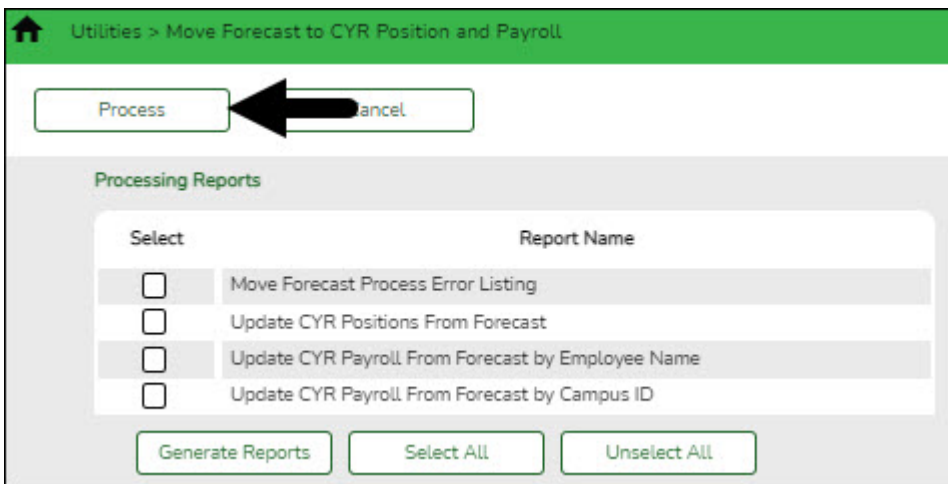 Utilities > Move Forecast to CYR Position and Payroll
Process
Processing Reports
Select Report Name
Move Forecast Process Error Listing
Update CYR Positions From Forecast
Update CYR Payroll From Forecast by Employee Name
Update CYR Payroll From Forecast by Campus ID
Generate Reports Select All Unselect All